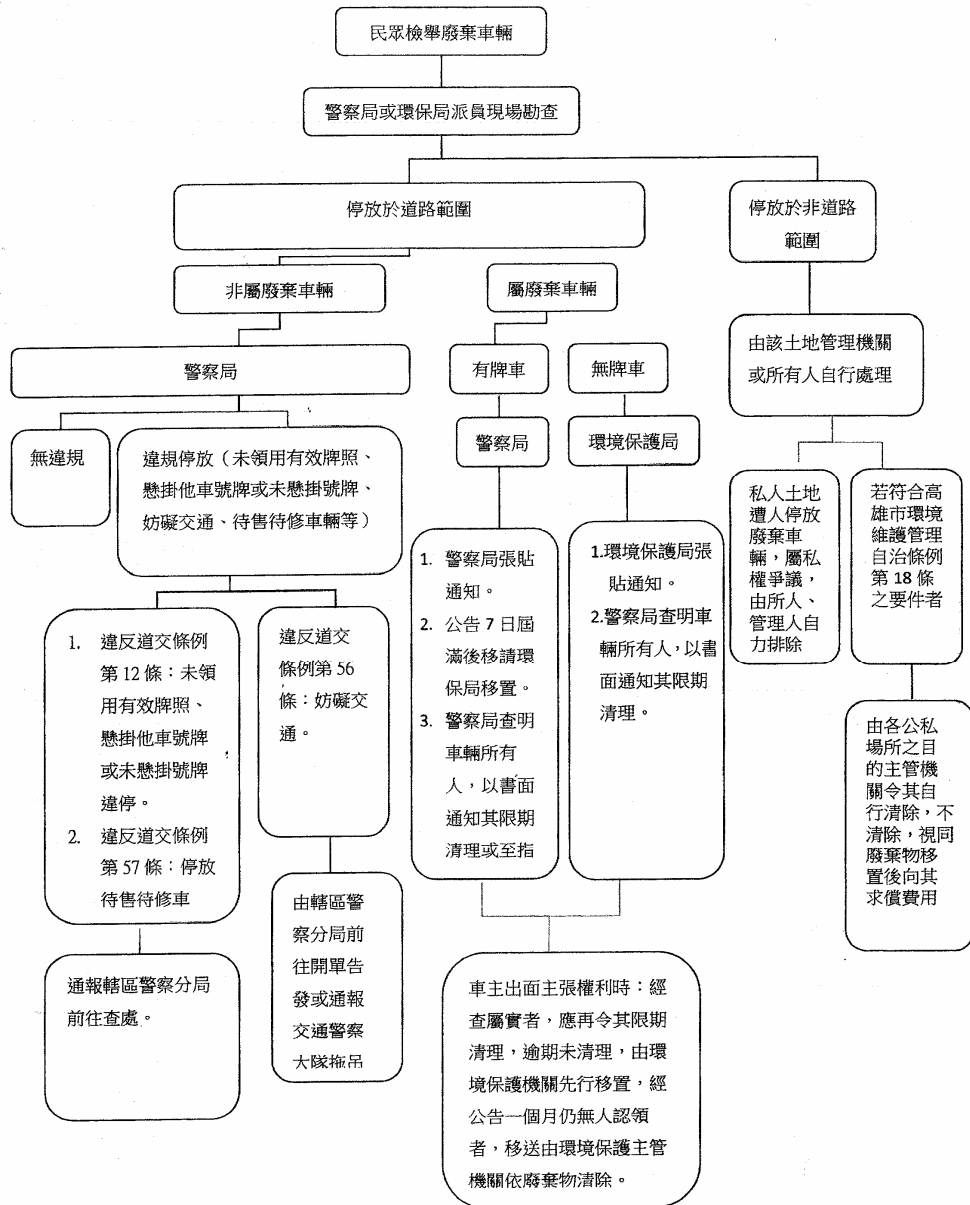 民眾檢舉廢棄車輛
警察局或環保局派員現場勘查
停放於道路範圍
停放於非道路
範圍
非屬廢棄車輛
屬廢棄車輛
警察局
有牌車
無牌車
由該土地管理機關
或所有人自行處理
無違規
違規停放（未領用有效牌照、
懸掛他車號牌或未懸掛號牌、
妨礙交通、待售待修車輛等）
警察局
環境保護局
私人土地
遭人停放
廢棄車
輛，屬私
權爭議，
由所人、
管理人自
力排除
若符合高
雄市環境
維護管理
自治條例
第 18 條
之要件者
1. 警察局張貼
通知。
2. 公告 7 日屆
滿後移請環
保局移置。
3. 警察局查明
車輛所有
人，以書面
通知其限期
清理或至指
1.環境保護局張
貼通知。
2.警察局查明車
輛所有人，以書
面通知其限期
清理。
1. 違反道交條例
第 12 條：未領
用有效牌照、
懸掛他車號牌
或未懸掛號牌
違停。
2. 違反道交條例
第 57 條：停放
待售待修車
違反道交
條例第 56
條：妨礙交
通。
由各公私
場所之目
的主管機
關令其自
行清除，不
清除，視同
廢棄物移
置後向其
求償費用
通報轄區警察分局
前往查處。
由轄區警
察分局前
往開單告
發或通報
交通警察
大隊拖吊
車主出面主張權利時：經
查屬實者，應再令其限期
清理，逾期未清理，由環
境保護機關先行移置，經
公告一個月仍無人認領
者，移送由環境保護主管
機關依廢棄物清除。